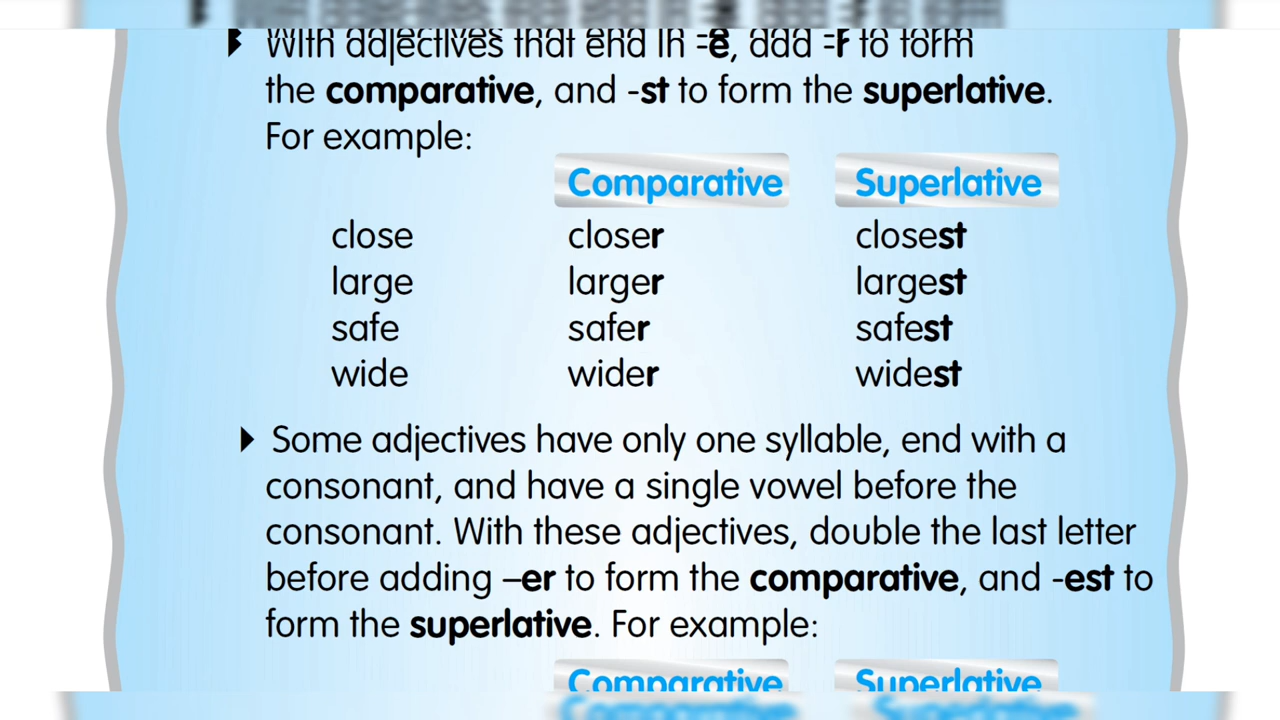 With adjectives that end in -e, add -r to form
the comparative, and -st to form the superlative.
For example:
Comparative Superlative
close closer closest
large larger largest
safe safer safest
wide wider widest
Some adjectives have only one syllable, end with a
consonant, and have a single vowel before the
consonant. With these adjectives, double the last letter
before adding –er to form the comparative, and -est to
form the superlative. For example:
Comparative Superlative